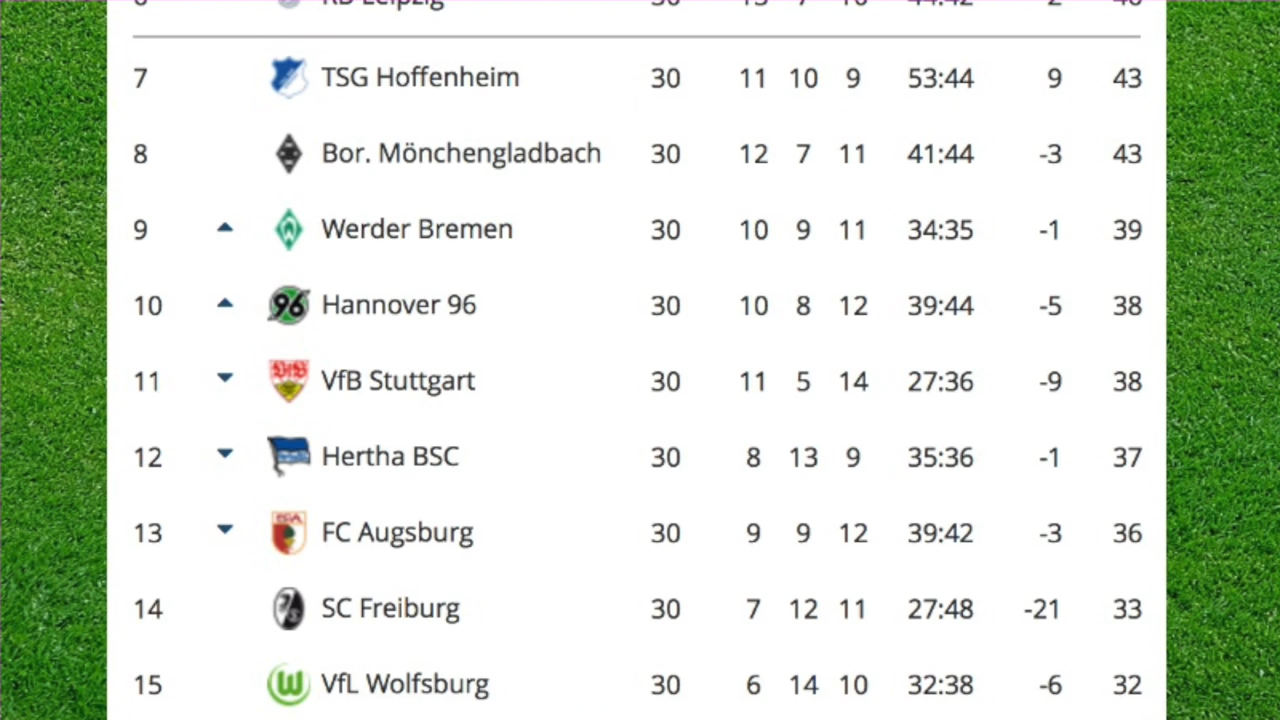 7 TSG Hoffenheim 30 11 10 9 53:44 9 43
8 Bor. Mönchengladbach 30 12 7 11 41:44 -3 43
9 Werder Bremen 30 10 9 11 34:35 -1 39
10 96 Hannover 96 30 10 8 12 39:44 -5 38
11 VfB Stuttgart 30 11 5 14 27:36 -9 38
12 Hertha BSC 30 8 13 9 35:36 -1 37
13 FC Augsburg 30 9 9 12 39:42 -3 36
14 SC Freiburg 30 7 12 11 27:48 -21 33
15 VfL Wolfsburg 30 6 14 10 32:38 -6 32